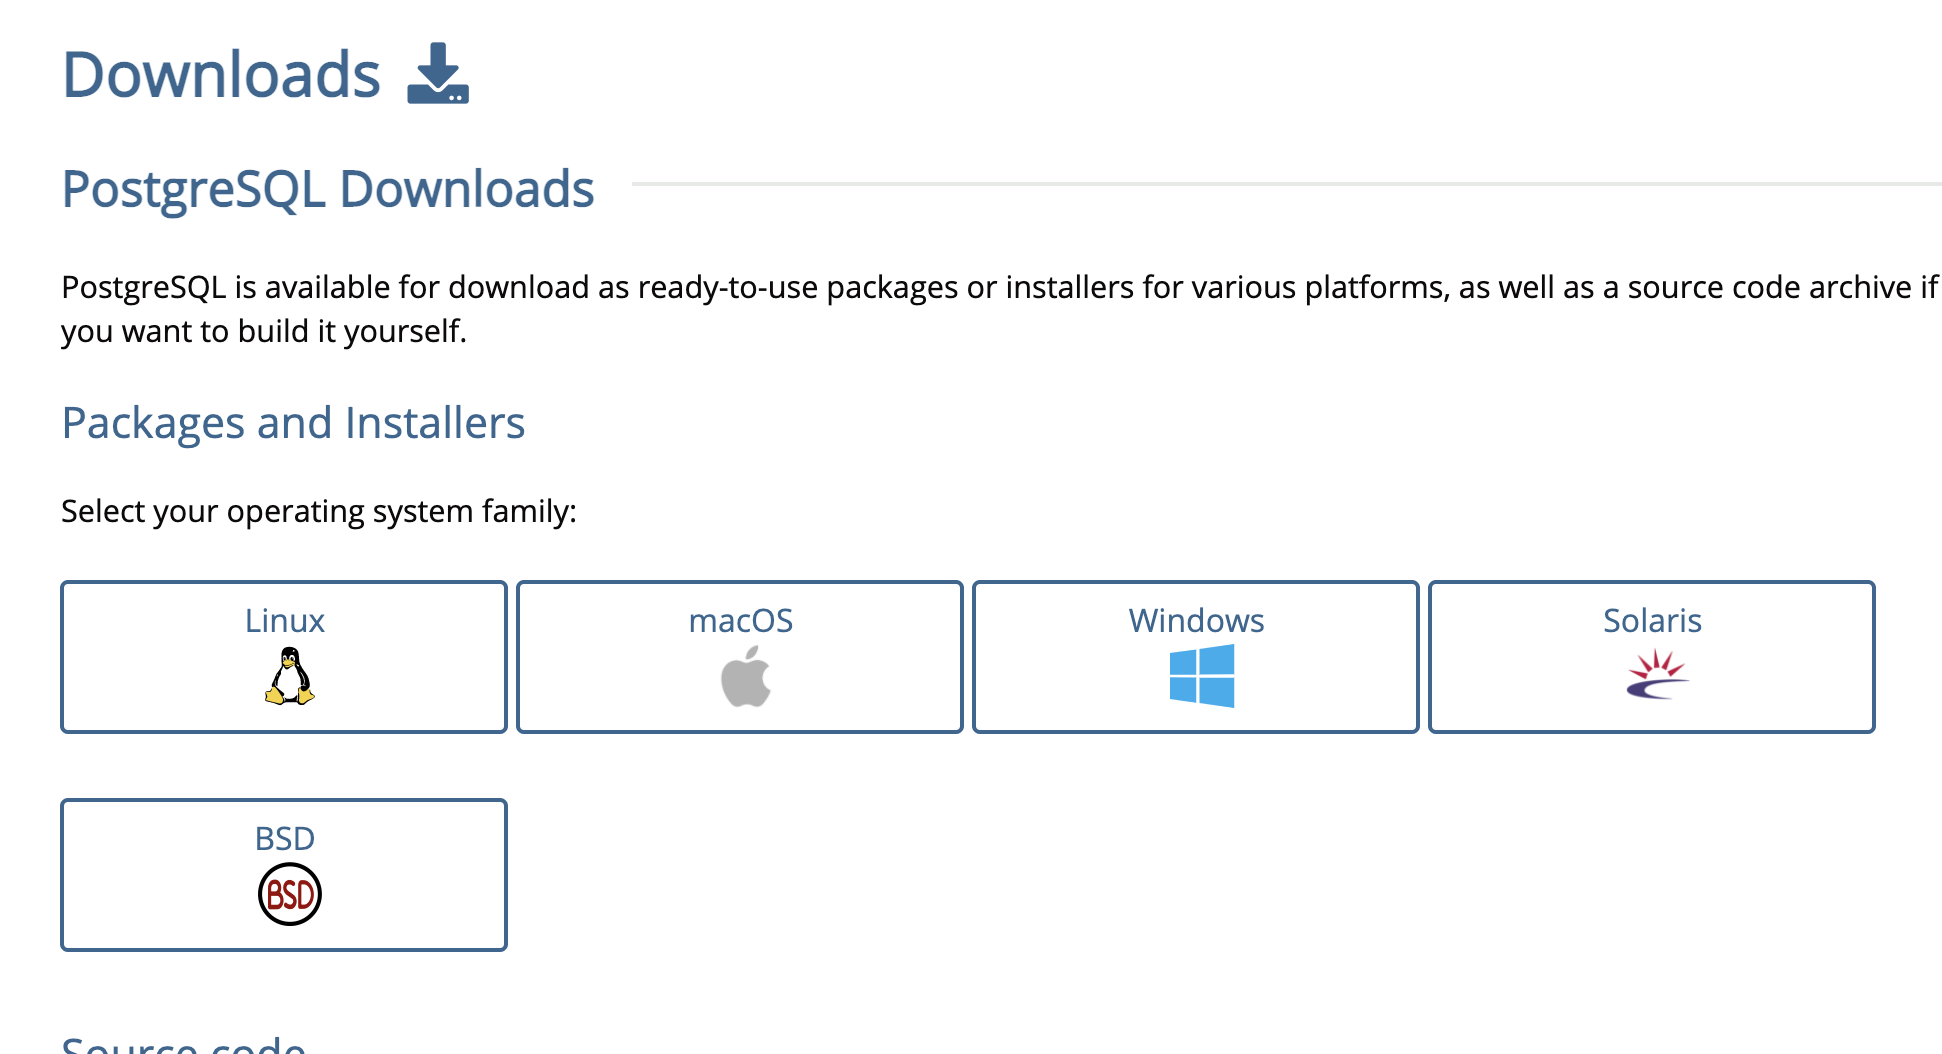 Downloads
PostgreSQL Downloads
PostgreSQL is available for download as ready-to-use packages or installers for various platforms, as well as a source code archive if
you want to build it yourself.
Packages and Installers
Select your operating system family:
Linux
macOS
Windows
Solaris
BSD
BSD
Source code